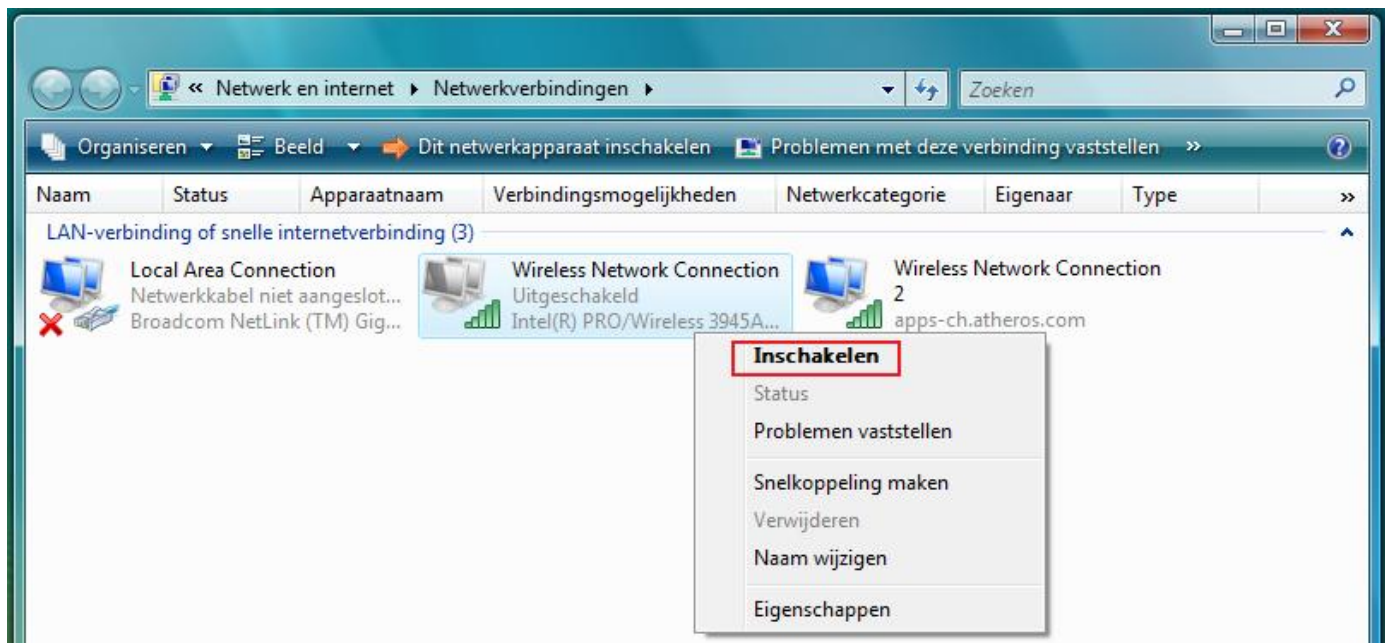 « Netwerk en internet ▸ Netwerkverbindingen ▸ Zoeken
Organiseren Beeld Dit netwerkapparaat inschakelen Problemen met deze verbinding vaststellen »
Naam Status Apparaatnaam Verbindingsmogelijkheden Netwerkcategorie Eigenaar Type »
LAN-verbinding of snelle internetverbinding (3)
Local Area Connection
Netwerkkabel niet aangeslot...
Broadcom NetLink (TM) Gig...
Wireless Network Connection
Uitgeschakeld
Intel(R) PRO/Wireless 3945A...
Wireless Network Connection
2
apps-ch.atheros.com
Inschakelen
Status
Problemen vaststellen
Snelkoppeling maken
Verwijderen
Naam wijzigen
Eigenschappen